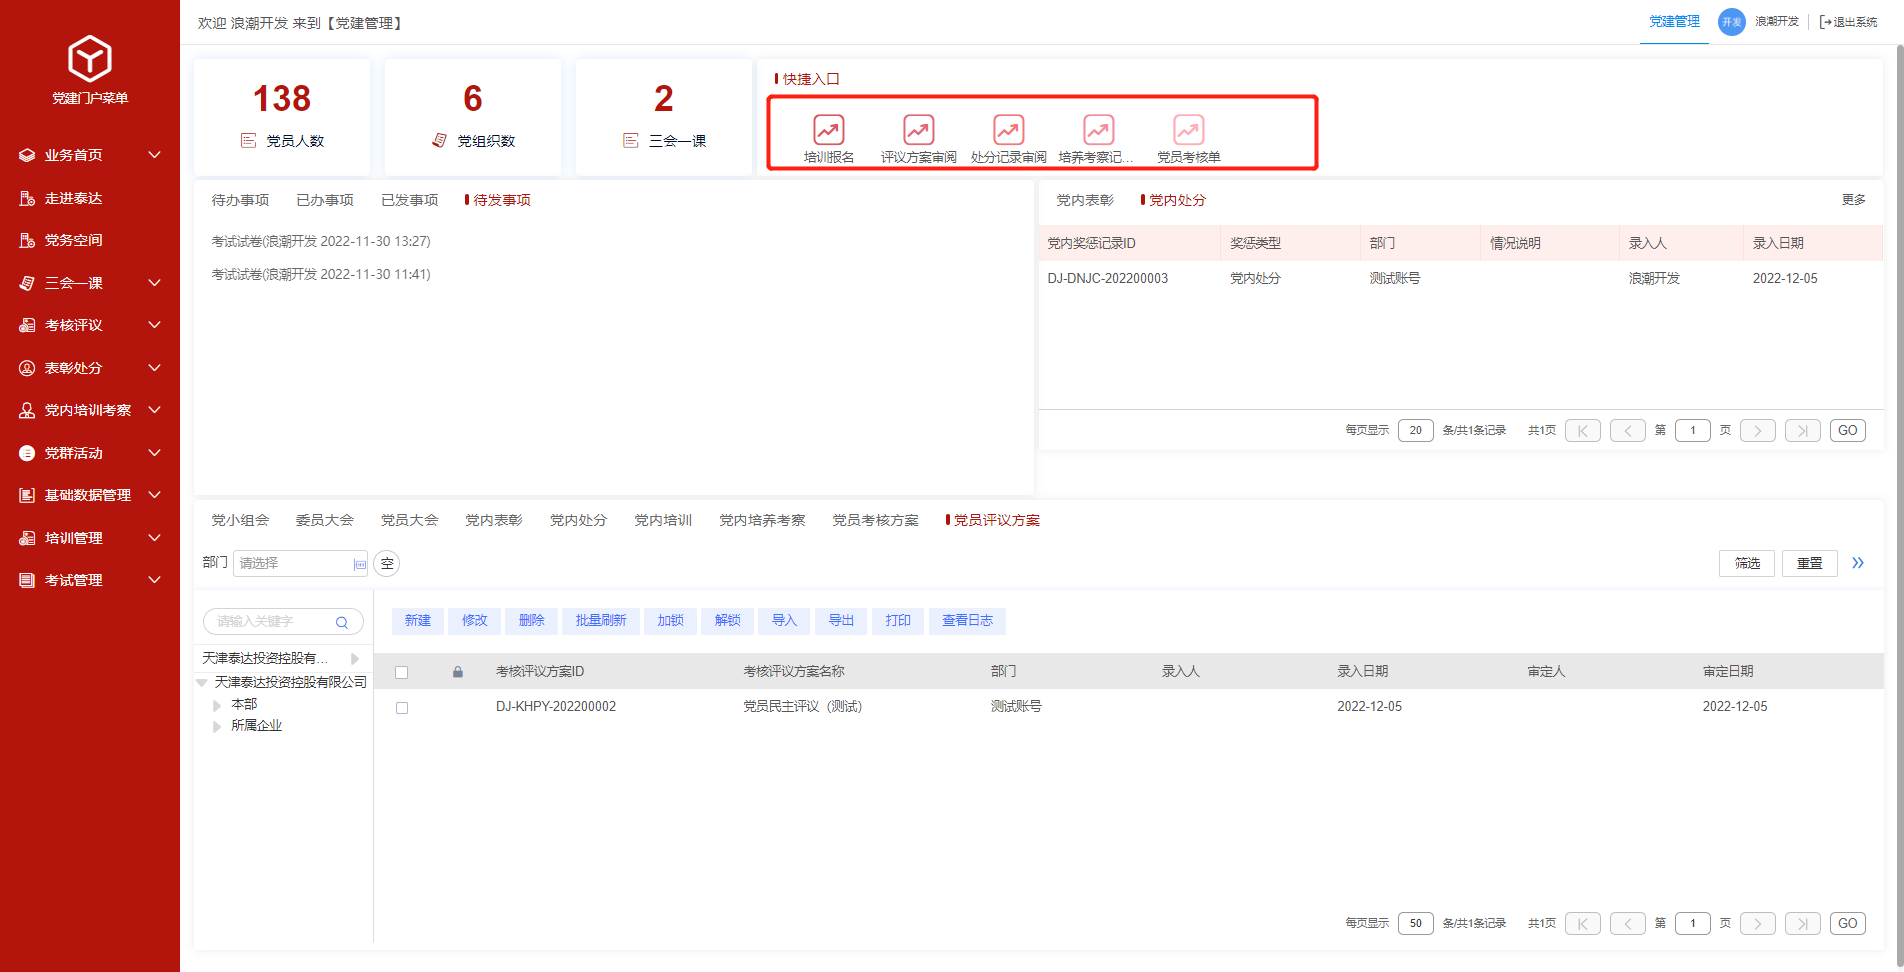 欢迎 浪潮开发 来到【党建管理】
党建管理 开发 浪潮开发 退出系统
党建门户菜单
业务首页
走进泰达
党务空间
三会一课
考核评议
表彰处分
党内培训考察
党群活动
基础数据管理
培训管理
考试管理
138
党员人数
6
党组织数
2
三会一课
快捷入口
培训报名 评议方案审阅 处分记录审阅 培养考察记... 党员考核单
待办事项 已办事项 已发事项 待发事项
考试试卷(浪潮开发 2022-11-30 13:27)
考试试卷(浪潮开发 2022-11-30 11:41)
党内表彰 党内处分 更多
党内奖惩记录ID 奖惩类型 部门 情况说明 录入人 录入日期
DJ-DNJC-202200003 党内处分 测试账号 浪潮开发 2022-12-05
每页显示 20 条/共1条记录 共1页 第 1 页 GO
党小组会 委员大会 党员大会 党内表彰 党内处分 党内培训 党内培养考察 党员考核方案 党员评议方案
部门 请选择 空 筛选 重置
请输入关键字
天津泰达投资控股有...
天津泰达投资控股有限公司
本部
所属企业
新建 修改 删除 批量刷新 加锁 解锁 导入 导出 打印 查看日志
考核评议方案ID 考核评议方案名称 部门 录入人 录入日期 审定人 审定日期
DJ-KHPY-202200002 党员民主评议（测试） 测试账号 2022-12-05 2022-12-05
每页显示 50 条/共1条记录 共1页 第 1 页 GO